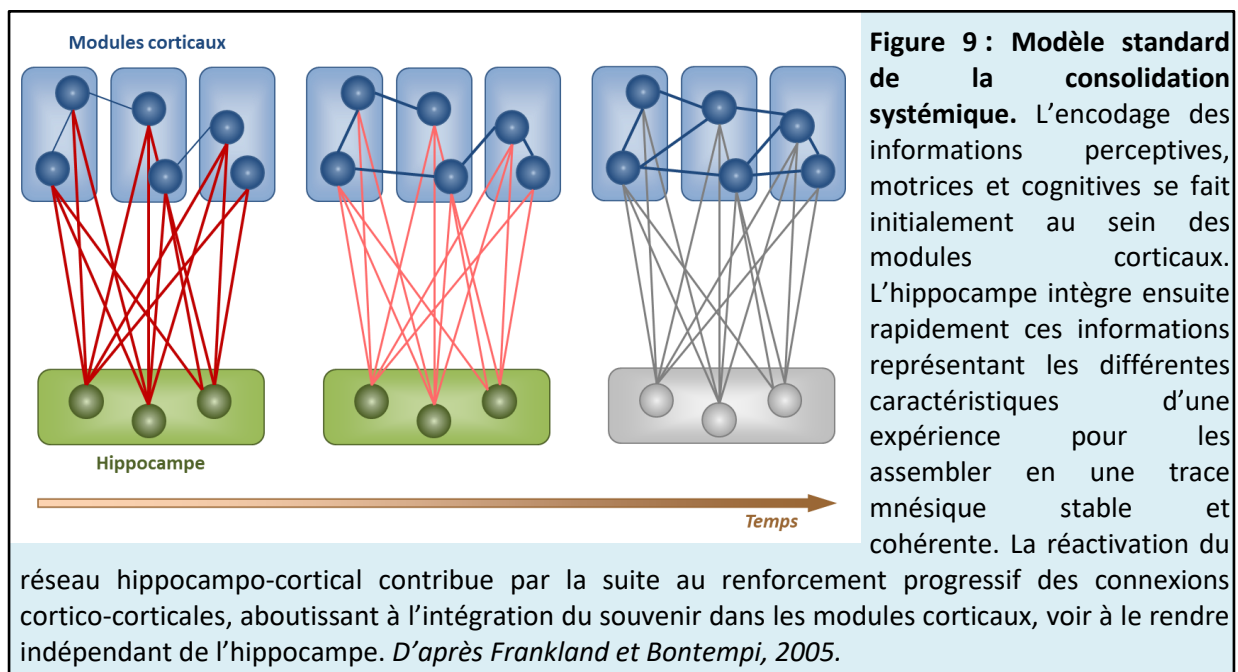 Modules corticaux
Hippocampe
Temps
Figure 9 : Modèle standard
de la consolidation
systémique. L’encodage des
informations perceptives,
motrices et cognitives se fait
initialement au sein des
modules corticaux.
L’hippocampe intègre ensuite
rapidement ces informations
représentant les différentes
caractéristiques d’une
expérience pour les
assembler en une trace
mnésique stable et
cohérente. La réactivation du
réseau hippocampo-cortical contribue par la suite au renforcement progressif des connexions
cortico-corticales, aboutissant à l’intégration du souvenir dans les modules corticaux, voir à le rendre
indépendant de l’hippocampe. D’après Frankland et Bontempi, 2005.